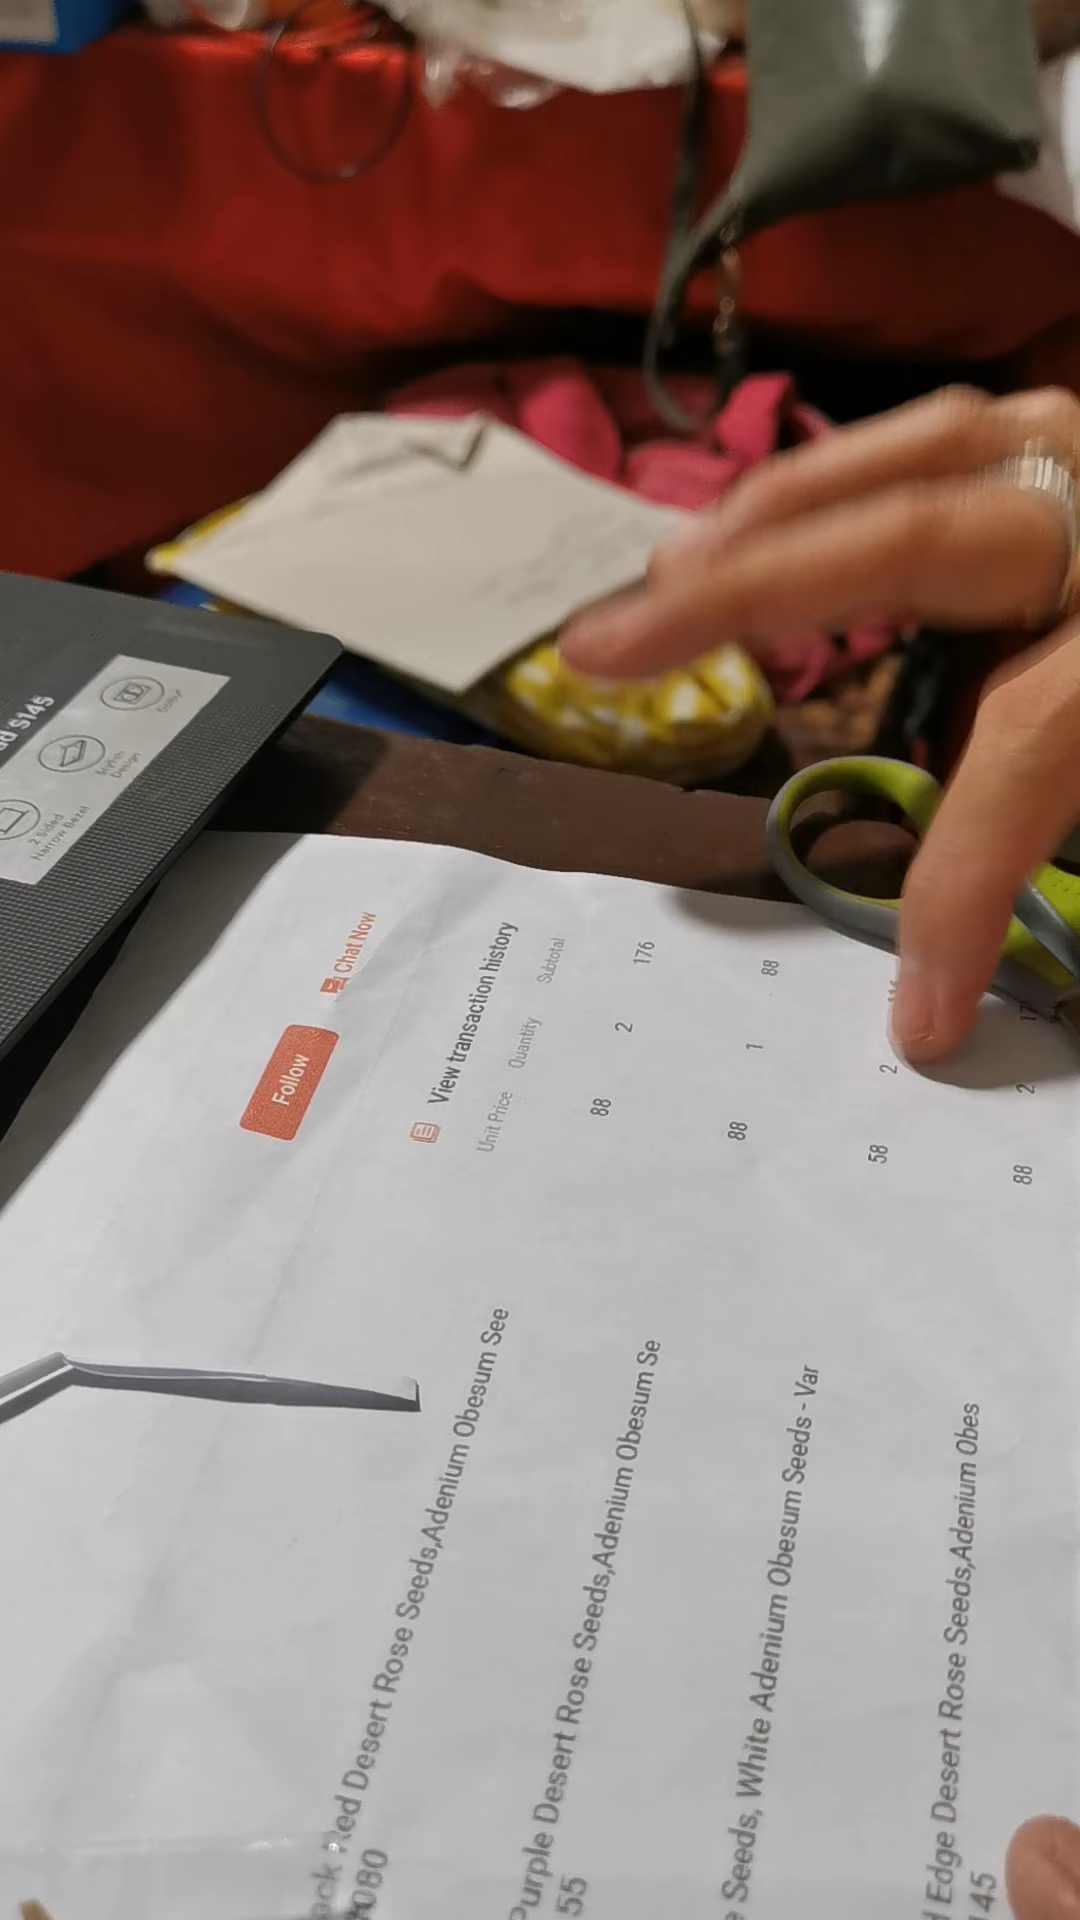 S145
2 Sided
Narrow Bezel
Stylish
Design
Dolby
Follow
Chat Now
View transaction history
Unit Price Quantity Subtotal
Red Desert Rose Seeds,Adenium Obesum See
88 2 176
080
Purple Desert Rose Seeds,Adenium Obesum Se
88 1 88
55
Seeds, White Adenium Obesum Seeds - Var
58 2
Edge Desert Rose Seeds,Adenium Obes
88 2
45